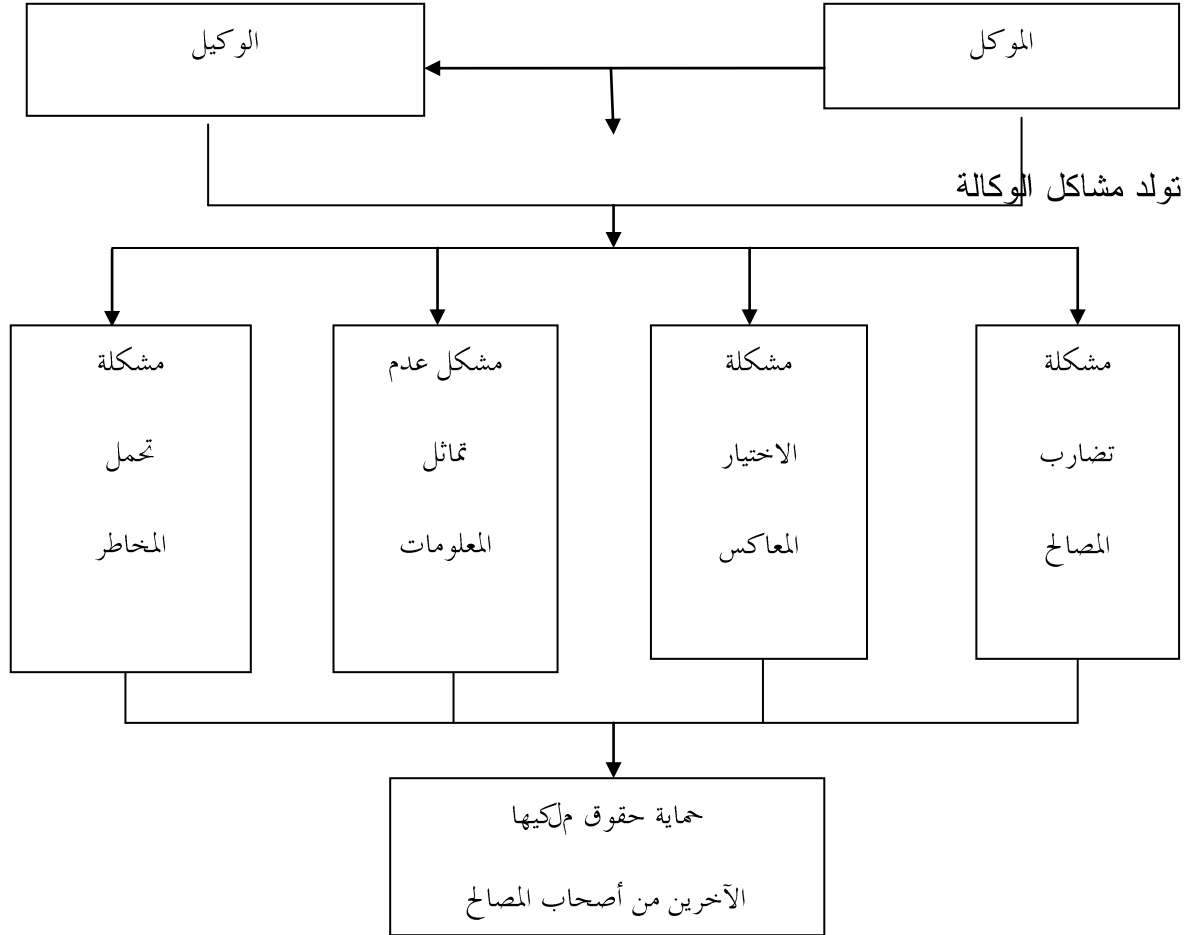 الموكل
الوكيل
تولد مشاكل الوكالة
مشكلة
تضارب
المصالح
مشكلة
الاختيار
المعاكس
مشكل عدم
تماثل
المعلومات
مشكلة
تحمل
المخاطر
حماية حقوق ملكيها
الآخرين من أصحاب المصالح